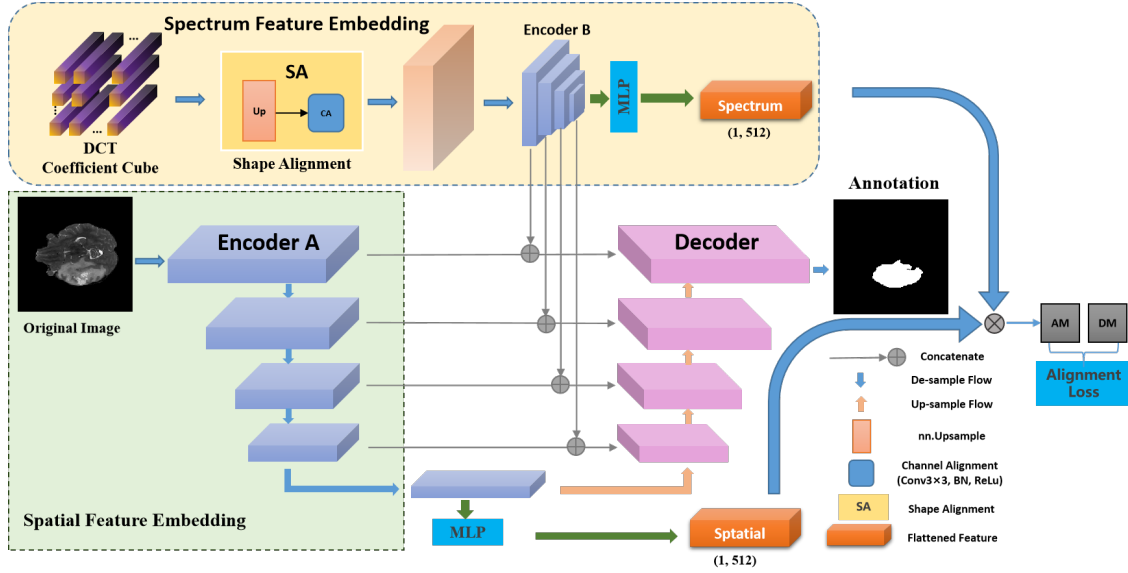 Spectrum Feature Embedding
Encoder B
SA
Up
CA
MLP
Spectrum
(1, 512)
DCT
Coefficient Cube
Shape Alignment
Annotation
Encoder A
Decoder
Original Image
AM
DM
Alignment
Loss
Concatenate
De-sample Flow
Up-sample Flow
nn.Upsample
Channel Alignment
(Conv3×3, BN, ReLu)
SA
Shape Alignment
Flattened Feature
Spatial Feature Embedding
MLP
Sptatial
(1, 512)